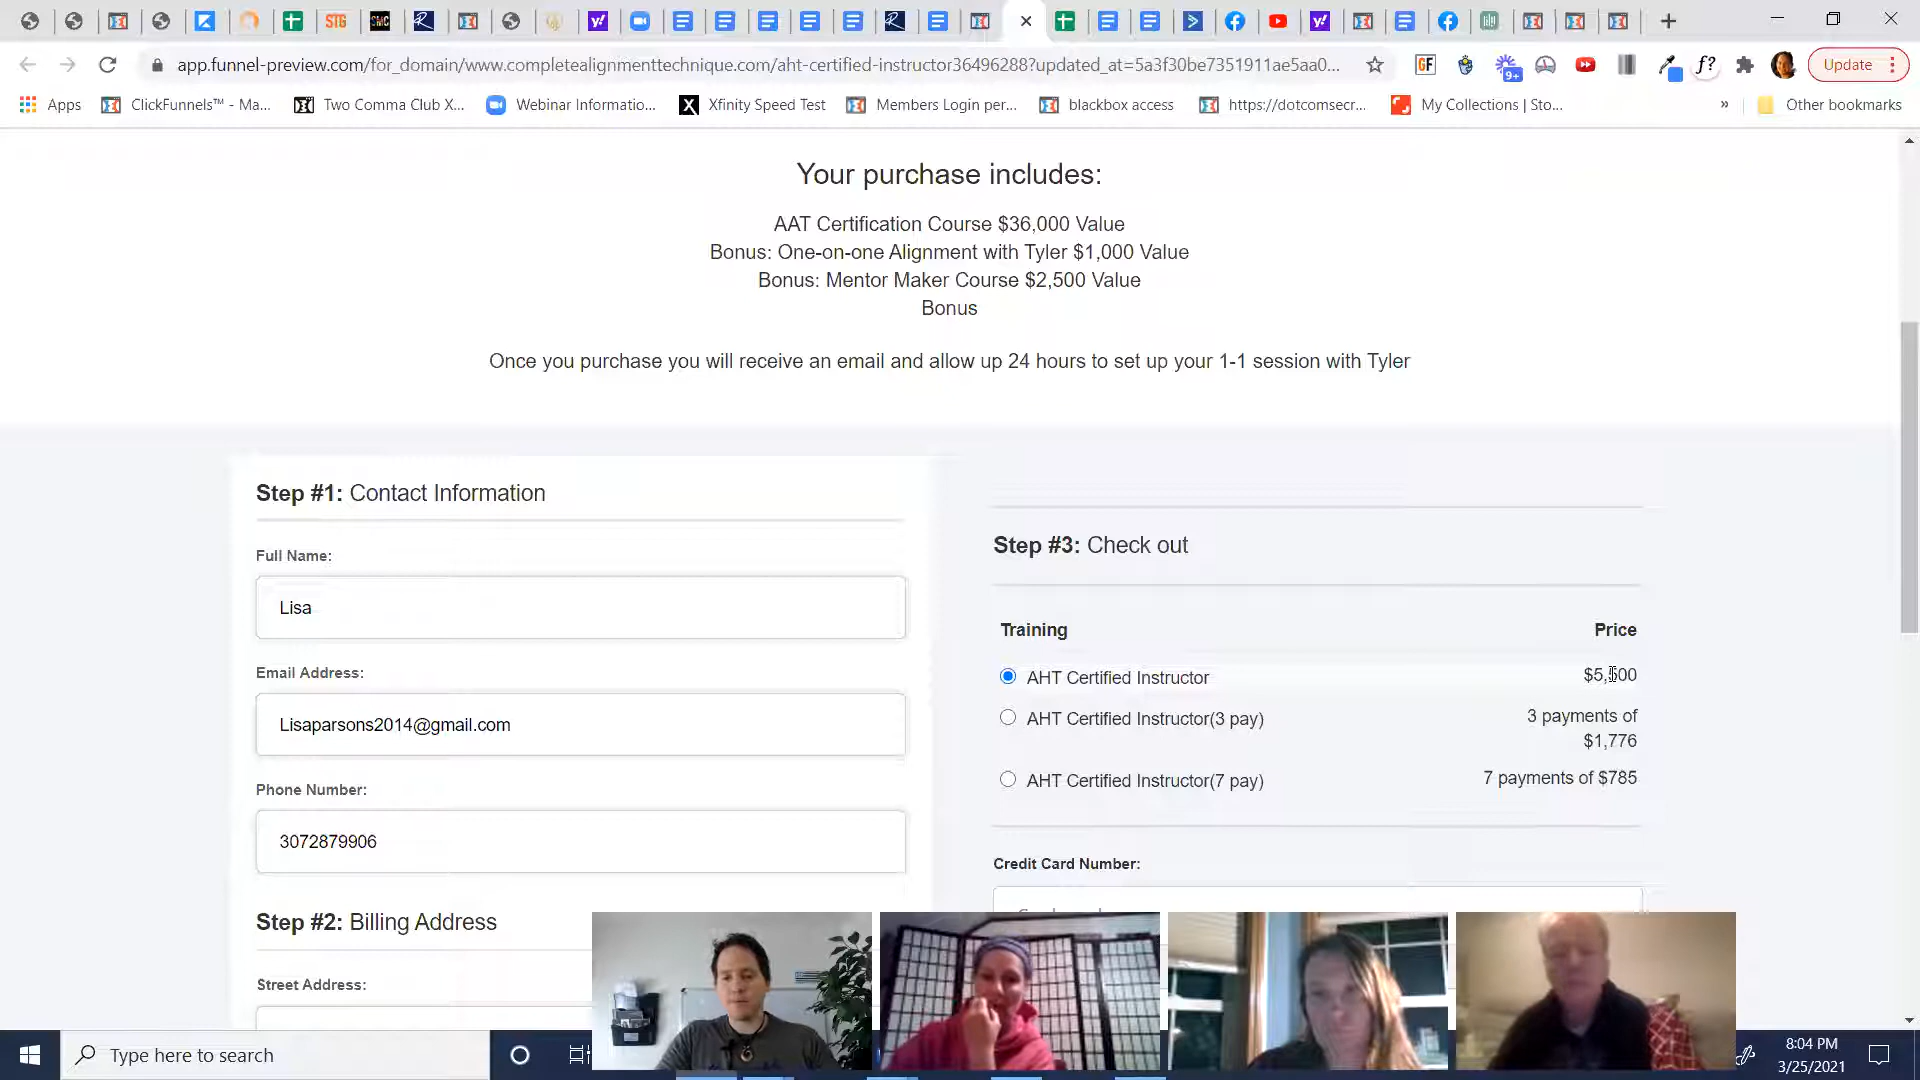 STG
SMC
app.funnel-preview.com/for_domain/www.completealignmenttechnique.com/aht-certified-instructor36496288?updated_at=5a3f30be7351911ae5aa0...
GF
9+
f?
Update
Apps
ClickFunnels™ - Ma...
Two Comma Club X...
Webinar Informatio...
Xfinity Speed Test
Members Login per...
blackbox access
https://dotcomsecr...
My Collections | Sto...
»
Other bookmarks
Your purchase includes:
AAT Certification Course $36,000 Value
Bonus: One-on-one Alignment with Tyler $1,000 Value
Bonus: Mentor Maker Course $2,500 Value
Bonus
Once you purchase you will receive an email and allow up 24 hours to set up your 1-1 session with Tyler
Step #1: Contact Information
Full Name:
Lisa
Email Address:
Lisaparsons2014@gmail.com
Phone Number:
3072879906
Step #2: Billing Address
Street Address:
Step #3: Check out
Training Price
AHT Certified Instructor $5,500
AHT Certified Instructor(3 pay) 3 payments of
$1,776
AHT Certified Instructor(7 pay) 7 payments of $785
Credit Card Number:
Type here to search
8:04 PM
3/25/2021